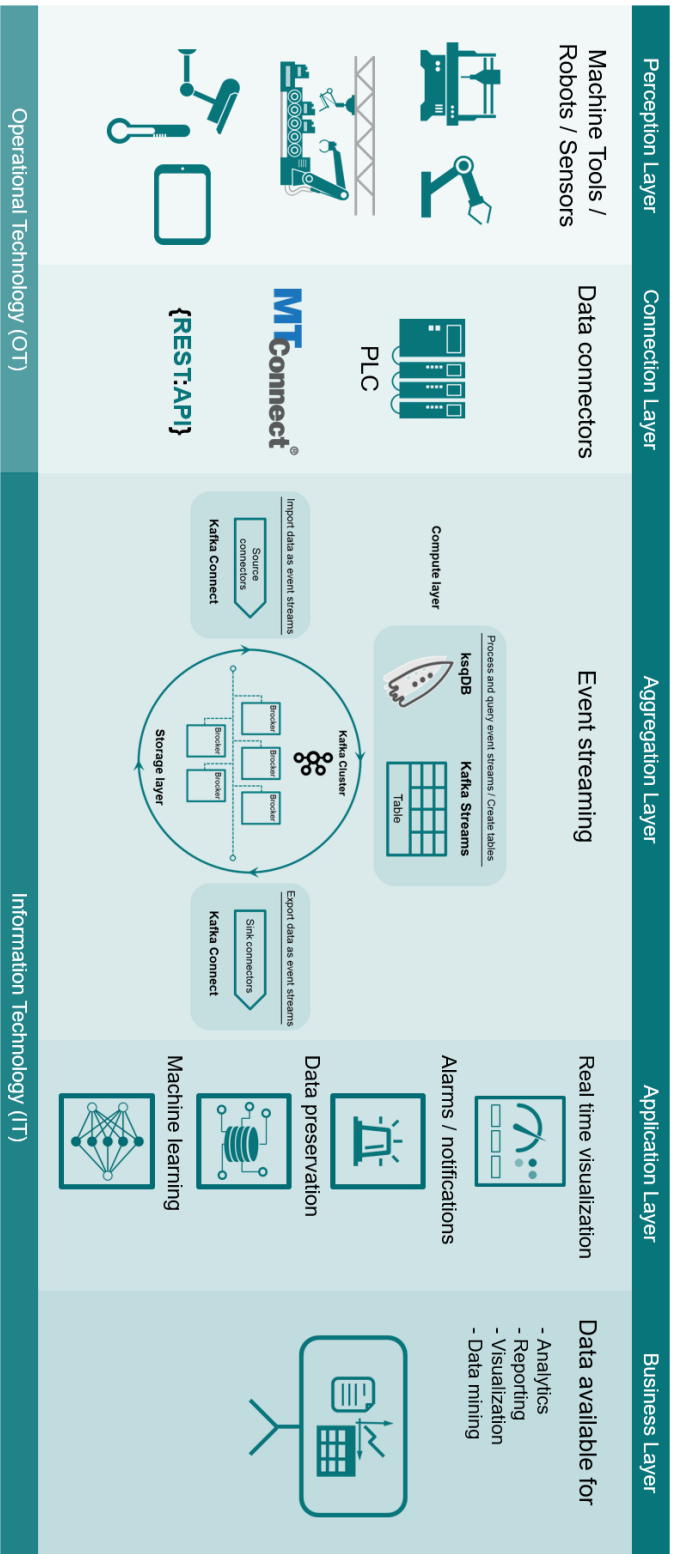 Perception Layer
Connection Layer
Aggregation Layer
Application Layer
Business Layer
Machine Tools /
Robots / Sensors
Data connectors
PLC
MTConnect®
{REST:API}
Event streaming
Compute layer
Process and query event streams / Create tables
ksqDB
Kafka Streams
Table
Import data as event streams
Source
connectors
Kafka Connect
Kafka Cluster
Brocker
Brocker
Brocker
Brocker
Brocker
Storage layer
Export data as event streams
Sink connectors
Kafka Connect
Real time visualization
Alarms / notifications
Data preservation
Machine learning
Data available for
- Analytics
- Reporting
- Visualization
- Data mining
Operational Technology (OT)
Information Technology (IT)